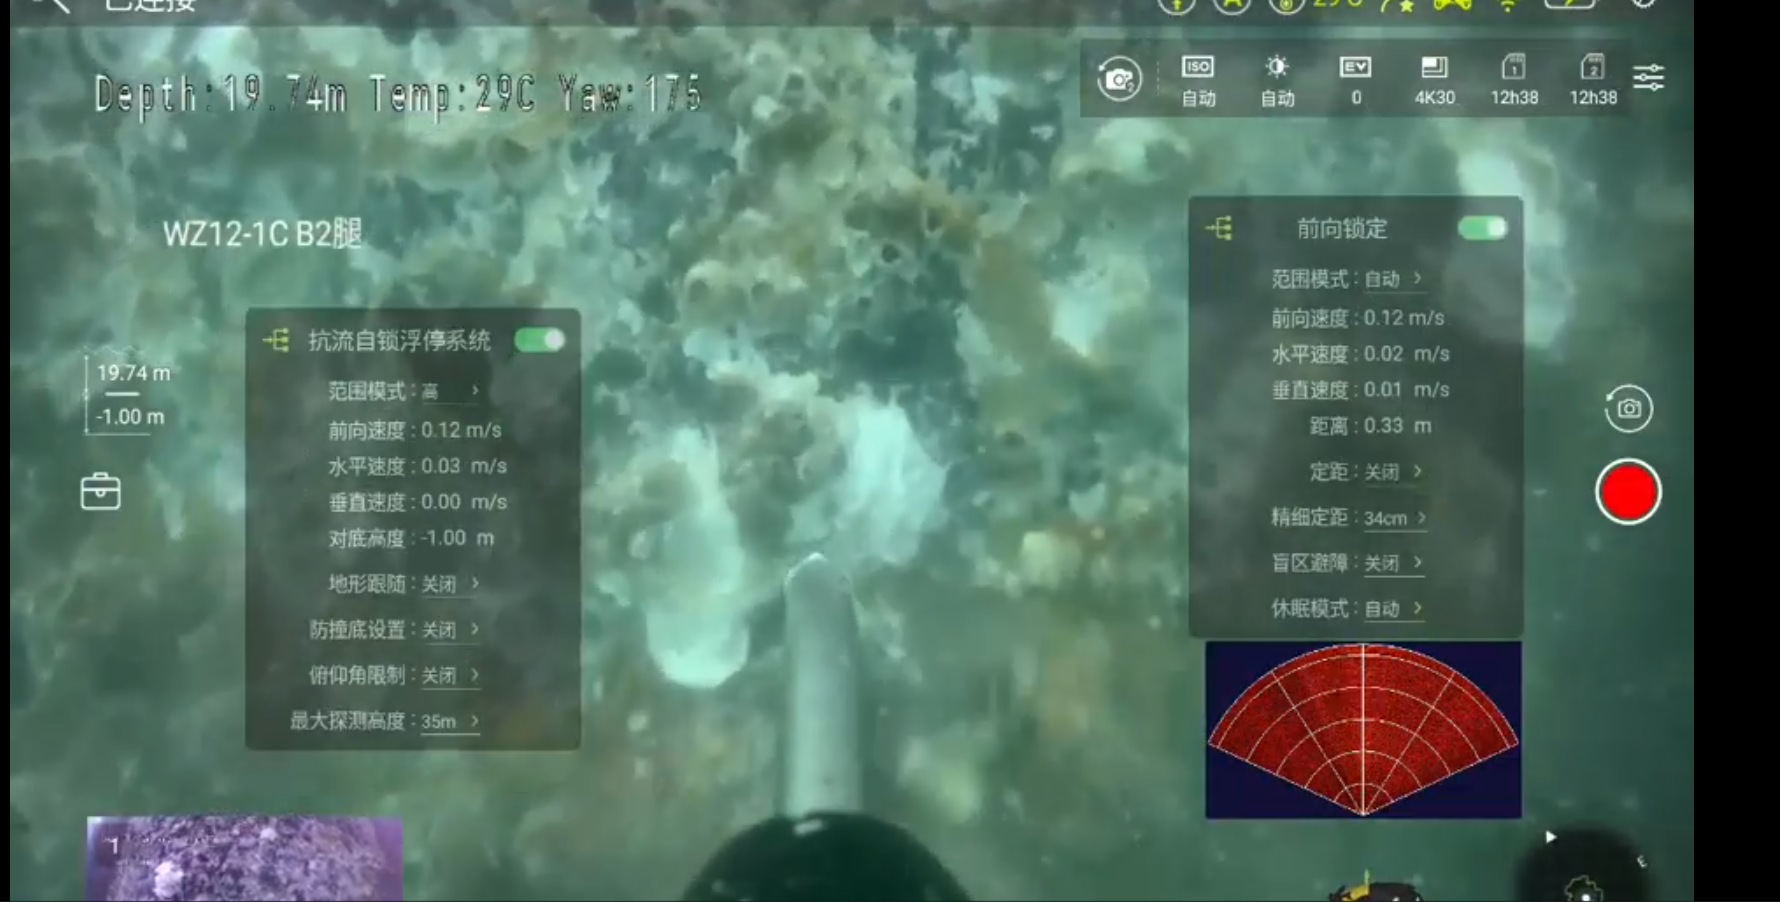 已连接
29°C
Depth:19.74m Temp:29C Yaw:175
ISO 自动
自动
EV 0
4K30
1 12h38
2 12h38
WZ12-1C B2腿
抗流自锁浮停系统
范围模式：高 >
前向速度：0.12 m/s
水平速度：0.03 m/s
垂直速度：0.00 m/s
对底高度：-1.00 m
地形跟随：关闭 >
防撞底设置：关闭 >
俯仰角限制：关闭 >
最大探测高度：35m >
19.74 m
-1.00 m
前向锁定
范围模式：自动 >
前向速度：0.12 m/s
水平速度：0.02 m/s
垂直速度：0.01 m/s
距离：0.33 m
定距：关闭 >
精细定距：34cm >
盲区避障：关闭 >
休眠模式：自动 >
1
E